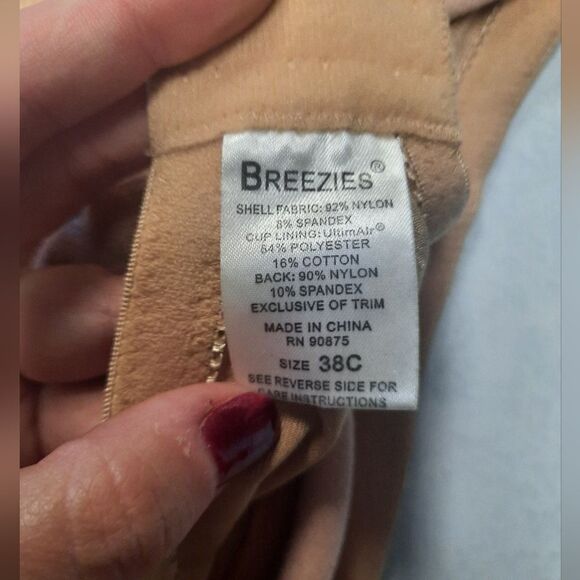 BREEZIES®
SHELL FABRIC: 92% NYLON
8% SPANDEX
CUP LINING: UltimAir®
84% POLYESTER
16% COTTON
BACK: 90% NYLON
10% SPANDEX
EXCLUSIVE OF TRIM
MADE IN CHINA
RN 90875
SIZE 38C
SEE REVERSE SIDE FOR
CARE INSTRUCTIONS